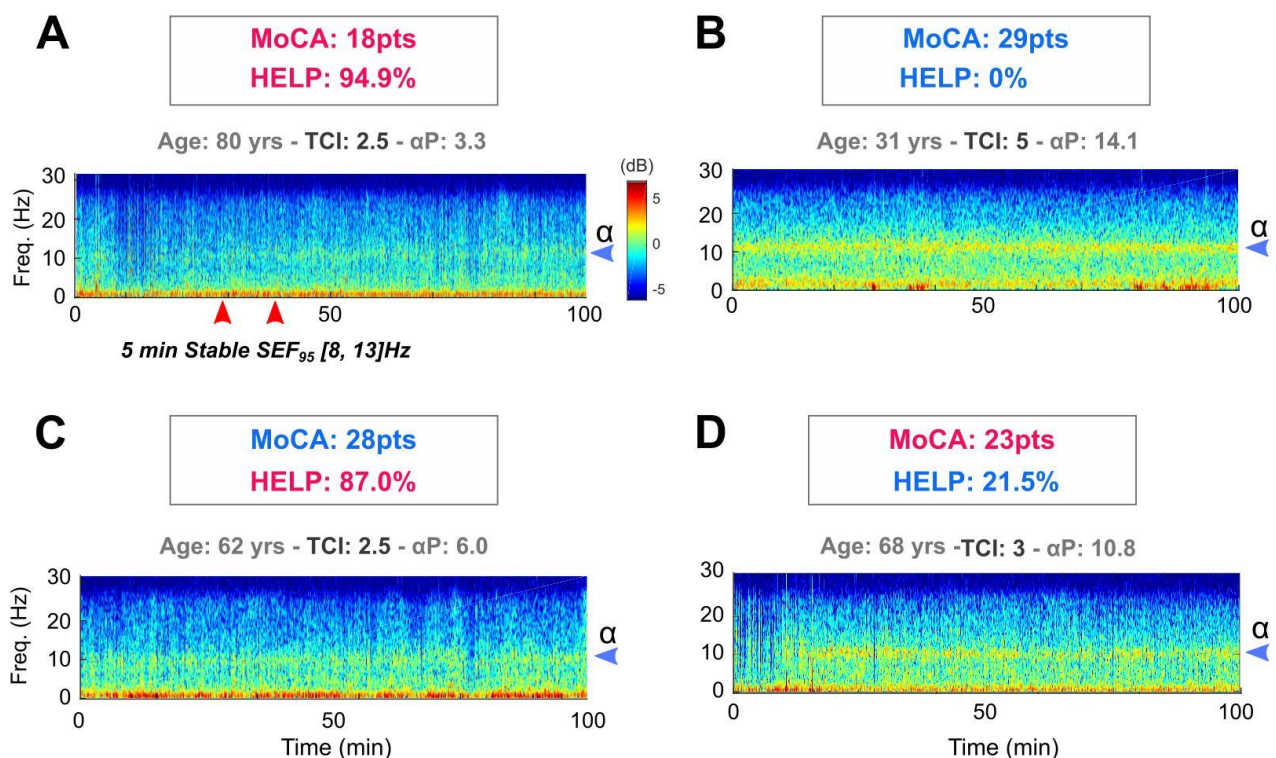 A
MoCA: 18pts
HELP: 94.9%
Age: 80 yrs - TCI: 2.5 - αP: 3.3
30
20
10
0
Freq. (Hz)
0
50
100
(dB)
5
0
-5
α
5 min Stable SEF95 [8, 13]Hz
B
MoCA: 29pts
HELP: 0%
Age: 31 yrs - TCI: 5 - αP: 14.1
30
20
10
0
0
50
100
α
C
MoCA: 28pts
HELP: 87.0%
Age: 62 yrs - TCI: 2.5 - αP: 6.0
30
20
10
0
Freq. (Hz)
0
50
100
Time (min)
α
D
MoCA: 23pts
HELP: 21.5%
Age: 68 yrs -TCI: 3 - αP: 10.8
30
20
10
0
0
50
100
Time (min)
α